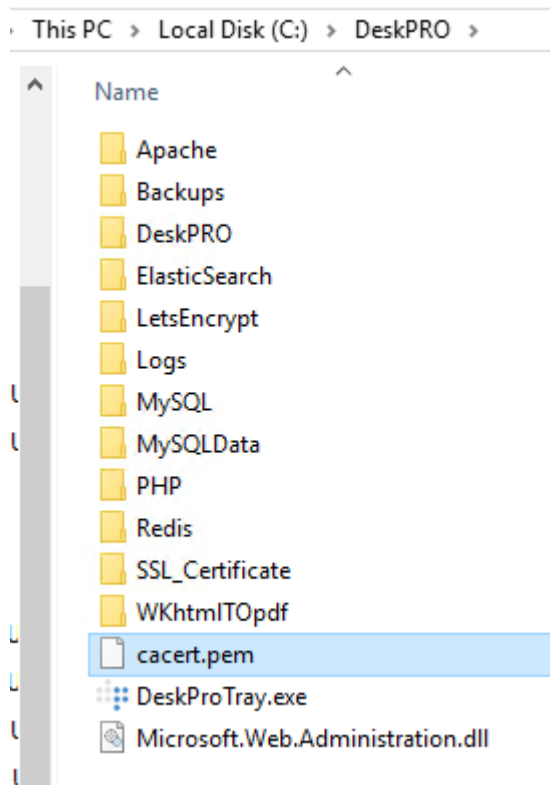 This PC > Local Disk (C:) > DeskPRO >
Name
Apache
Backups
DeskPRO
ElasticSearch
LetsEncrypt
Logs
MySQL
MySQLData
PHP
Redis
SSL_Certificate
WKhtmlTOpdf
cacert.pem
DeskProTray.exe
Microsoft.Web.Administration.dll